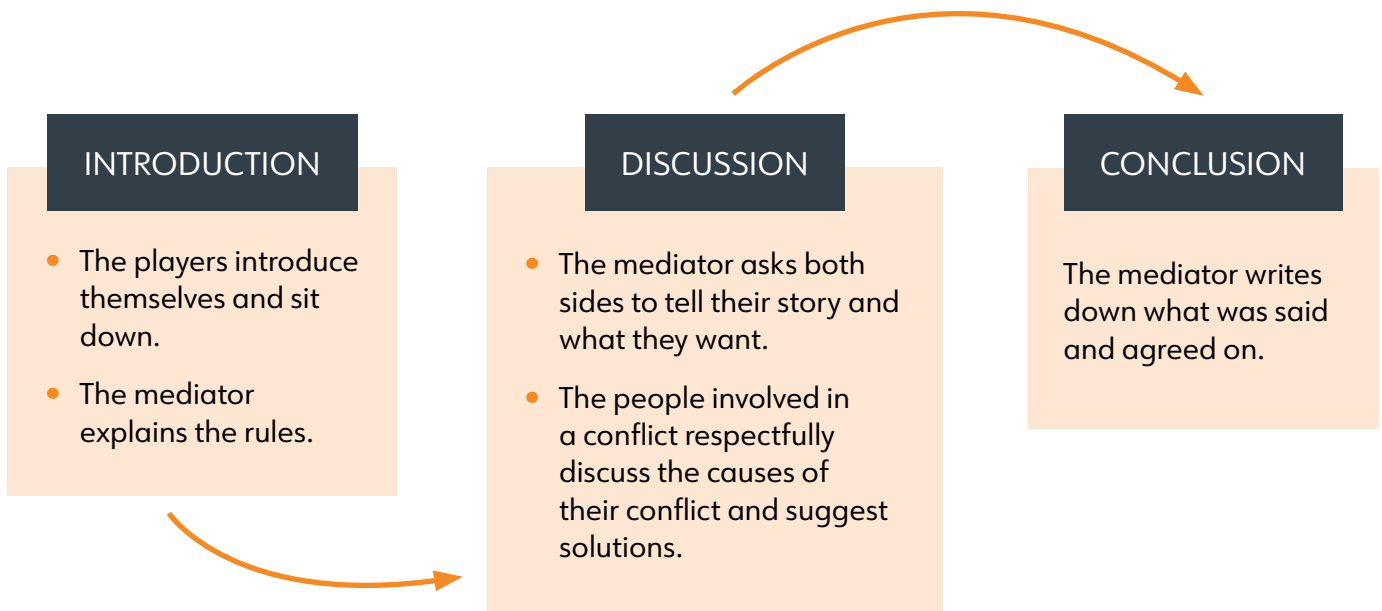 INTRODUCTION
• The players introduce
themselves and sit
down.
• The mediator
explains the rules.
DISCUSSION
• The mediator asks both
sides to tell their story and
what they want.
• The people involved in
a conflict respectfully
discuss the causes of
their conflict and suggest
solutions.
CONCLUSION
The mediator writes
down what was said
and agreed on.